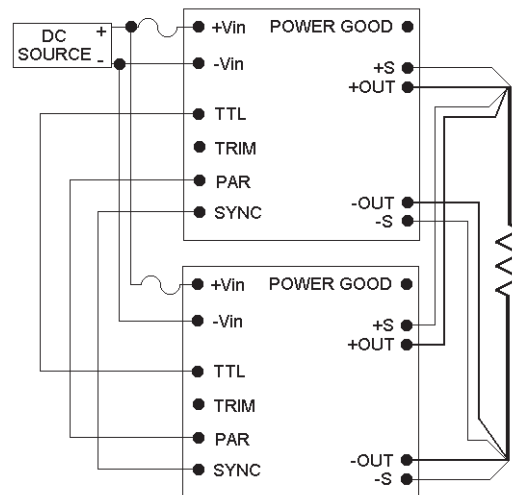 DC
SOURCE
+
-
+Vin
POWER GOOD
-Vin
+S
+OUT
TTL
TRIM
PAR
-OUT
SYNC
-S
+Vin
POWER GOOD
-Vin
+S
+OUT
TTL
TRIM
PAR
-OUT
SYNC
-S